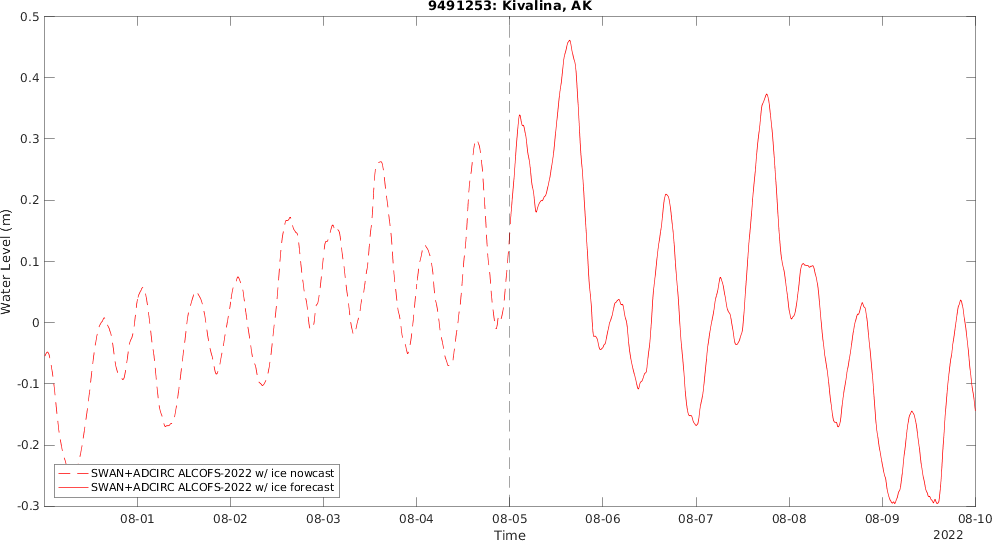 9491253: Kivalina, AK
0.5
0.4
0.3
0.2
0.1
0
-0.1
-0.2
-0.3
Water Level (m)
SWAN+ADCIRC ALCOFS-2022 w/ ice nowcast
SWAN+ADCIRC ALCOFS-2022 w/ ice forecast
08-01 08-02 08-03 08-04 08-05 08-06 08-07 08-08 08-09 08-10
Time
2022